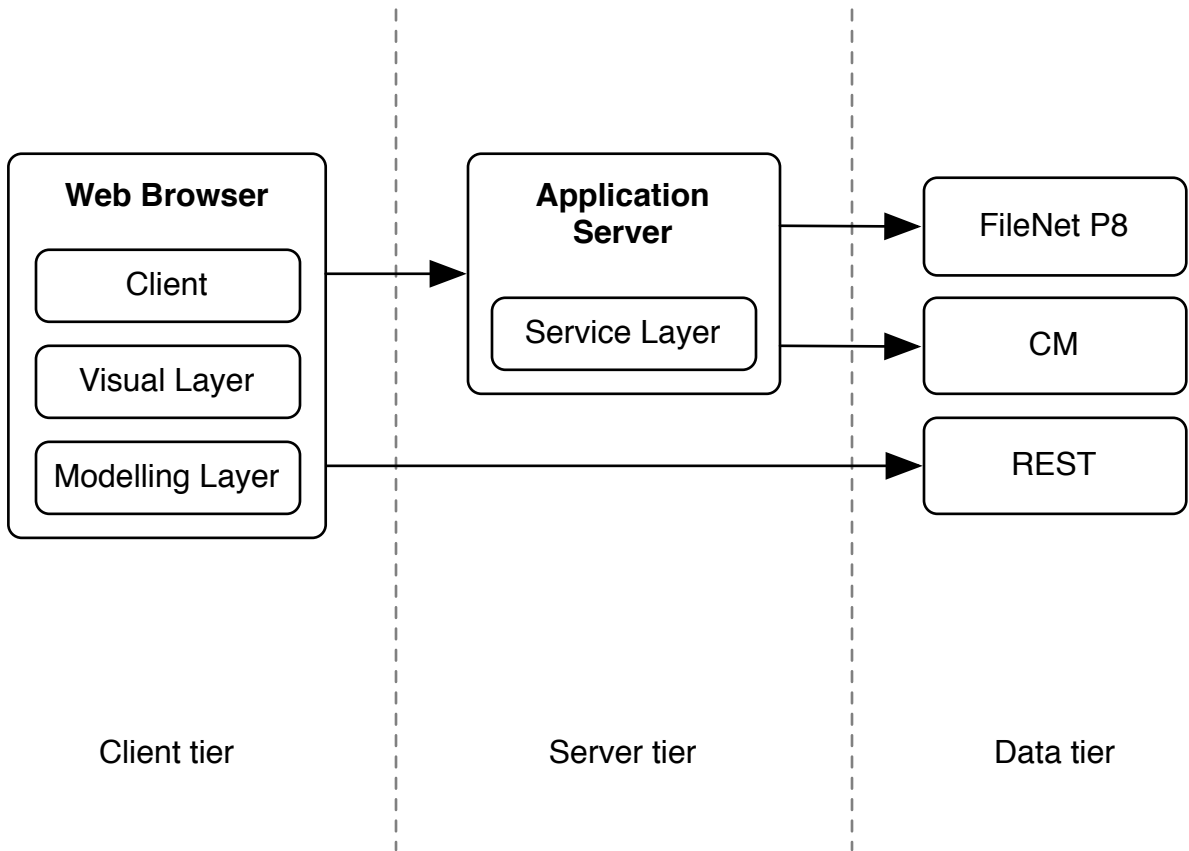 Web Browser
Client
Visual Layer
Modelling Layer
Application
Server
Service Layer
FileNet P8
CM
REST
Client tier
Server tier
Data tier